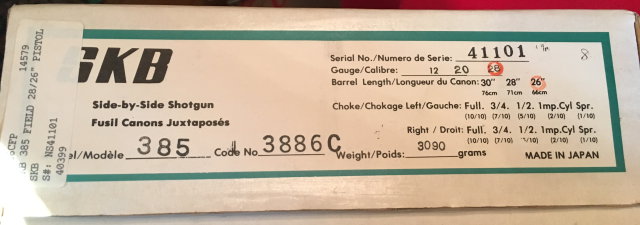 14579
CFP
385 FIELD 28/26" PISTOL
SKB
S#: NS41101
40399
SKB
Side-by-Side Shotgun
Fusil Canons Juxtaposés
el/Modèle 385 Code No. 3886C Weight/Poids: 3090 grams
Serial No./Numero de Serie: 41101
8
Gauge/Calibre: 12 20 28
Barrel Length/Longueur du Canon: 30" 28" 26"
76cm 71cm 66cm
Choke/Chokage Left/Gauche: Full. 3/4. 1/2. Imp.Cyl Spr.
(10/10) (7/10) (5/10) (2/10) (1/10)
Right / Droit: Full. 3/4. 1/2. Imp.Cyl Spr.
(10/10) (7/10) (5/10) (2/10) (1/10)
MADE IN JAPAN